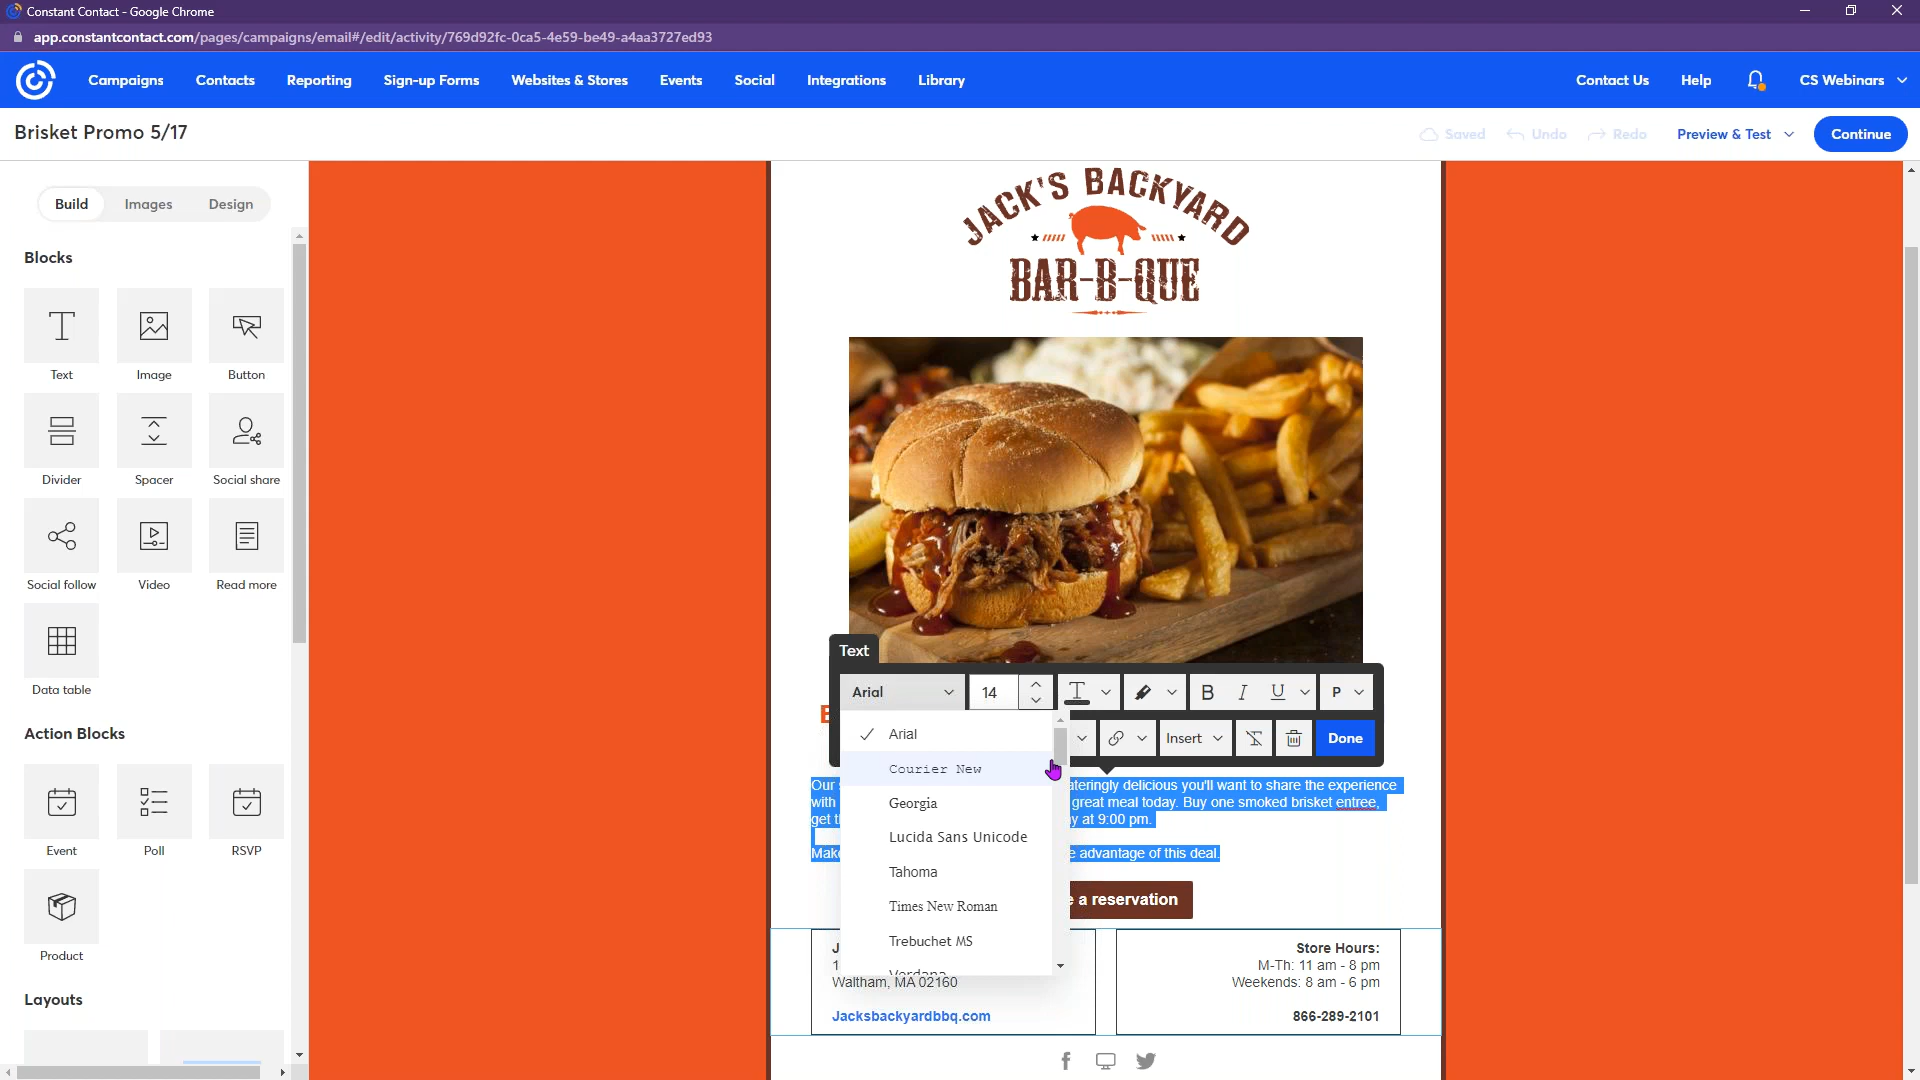 Constant Contact - Google Chrome
app.constantcontact.com/pages/campaigns/email#/edit/activity/769d92fc-0ca5-4e59-be49-a4aa3727ed93
Campaigns Contacts Reporting Sign-up Forms Websites & Stores Events Social Integrations Library Contact Us Help CS Webinars
Brisket Promo 5/17 Saved Undo Redo Preview & Test Continue
Build Images Design
Blocks
Text Image Button
Divider Spacer Social share
Social follow Video Read more
Data table
Action Blocks
Event Poll RSVP
Product
Layouts
JACK'S BACKYARD
BAR-B-QUE
Text
Arial 14 T B I U P
Insert Done
Arial
Courier New
Georgia
Lucida Sans Unicode
Tahoma
Times New Roman
Trebuchet MS
Verdana
Our ateringly delicious you'll want to share the experience
with great meal today. Buy one smoked brisket entree,
get y at 9:00 pm.
Make advantage of this deal.
a reservation
Waltham, MA 02160
Jacksbackyardbbq.com
Store Hours:
M-Th: 11 am - 8 pm
Weekends: 8 am - 6 pm
866-289-2101